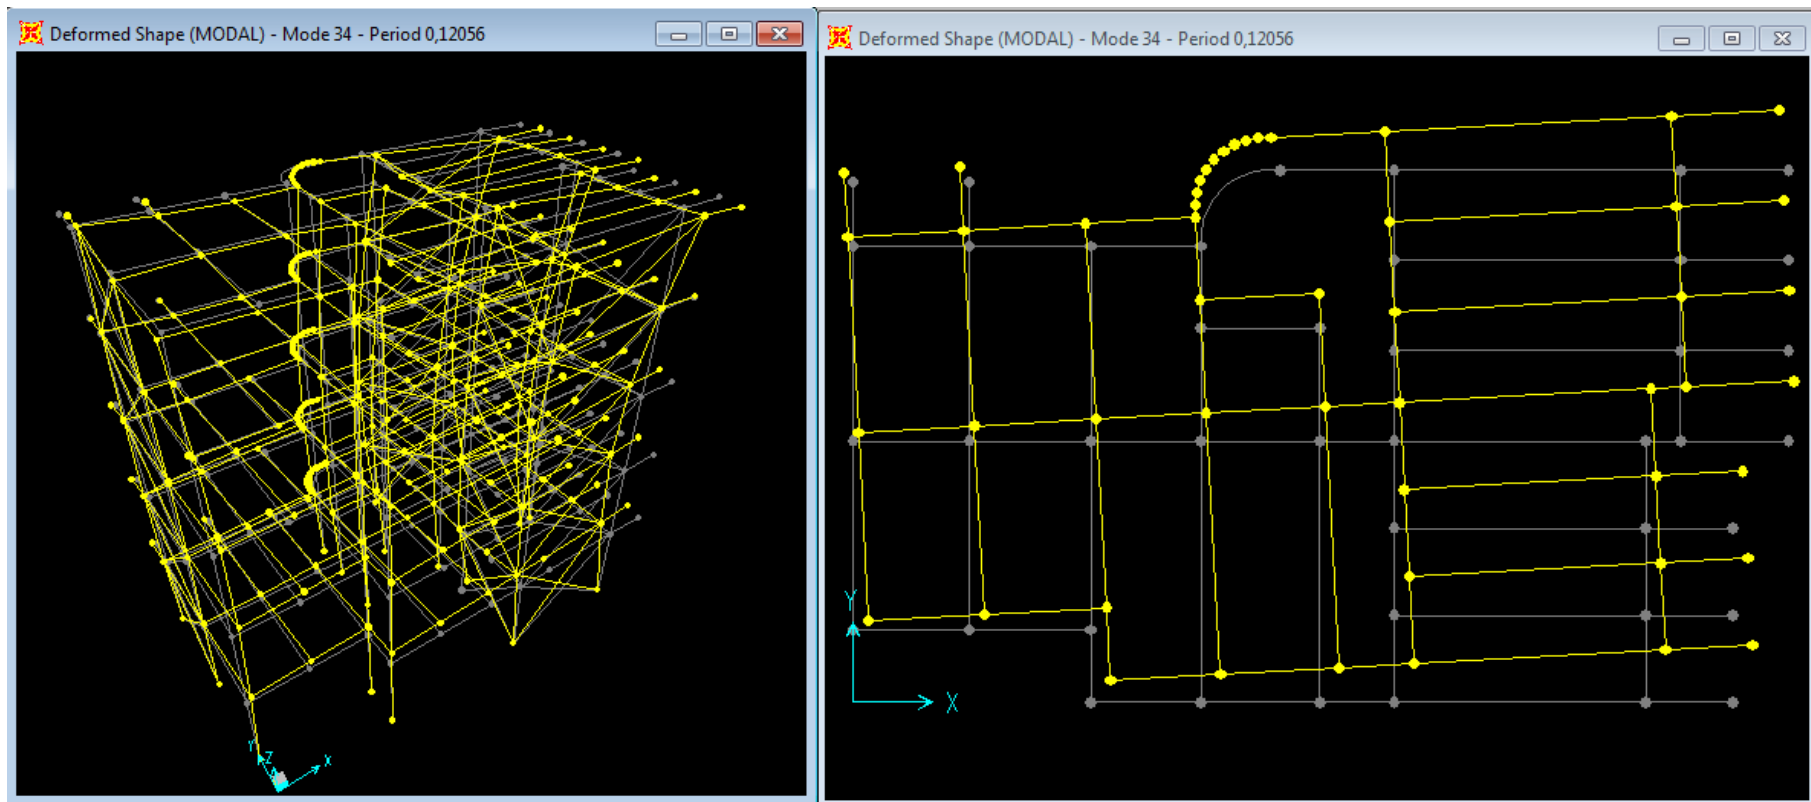 Deformed Shape (MODAL) - Mode 34 - Period 0,12056
Deformed Shape (MODAL) - Mode 34 - Period 0,12056
Y
Z
X
Y
X